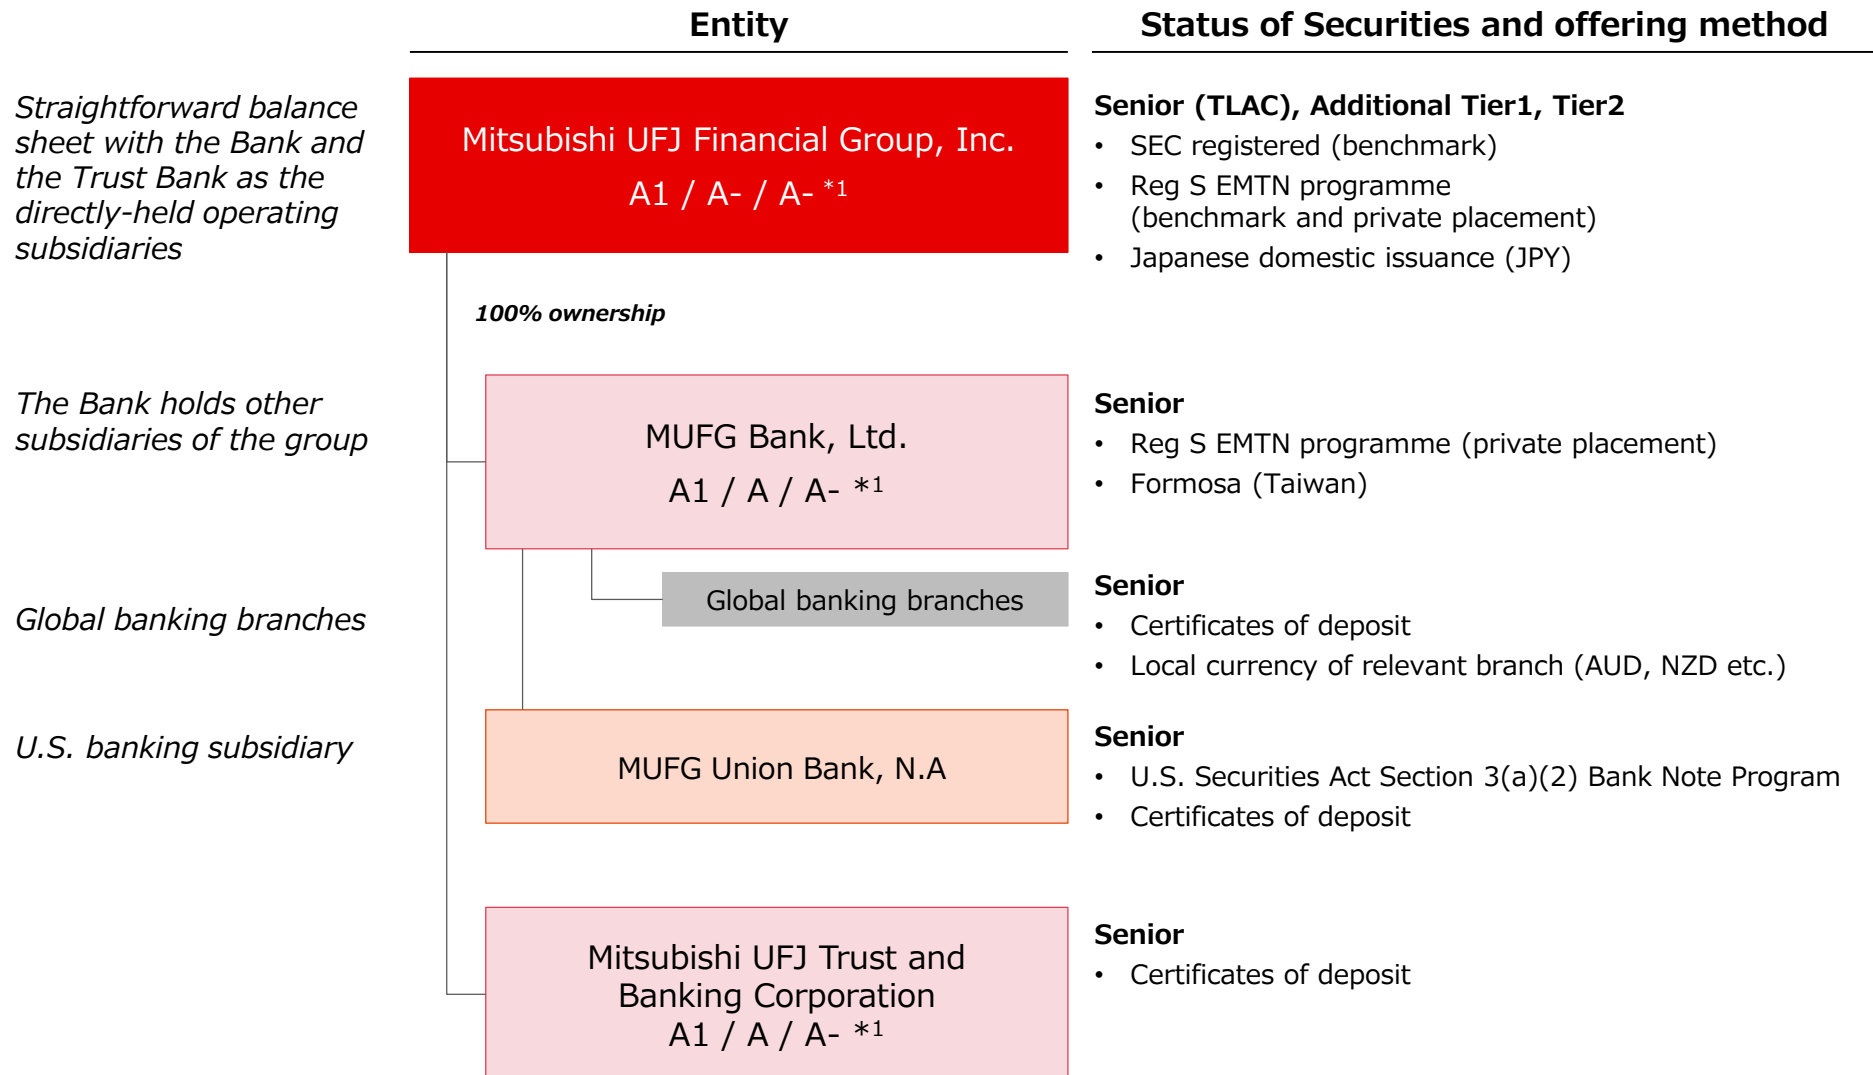 Entity
Status of Securities and offering method
Straightforward balance
sheet with the Bank and
the Trust Bank as the
directly-held operating
subsidiaries
Mitsubishi UFJ Financial Group, Inc.
A1 / A- / A- *1
Senior (TLAC), Additional Tier1, Tier2
• SEC registered (benchmark)
• Reg S EMTN programme
(benchmark and private placement)
• Japanese domestic issuance (JPY)
100% ownership
The Bank holds other
subsidiaries of the group
MUFG Bank, Ltd.
A1 / A / A- *1
Senior
• Reg S EMTN programme (private placement)
• Formosa (Taiwan)
Global banking branches
Global banking branches
Senior
• Certificates of deposit
• Local currency of relevant branch (AUD, NZD etc.)
U.S. banking subsidiary
MUFG Union Bank, N.A
Senior
• U.S. Securities Act Section 3(a)(2) Bank Note Program
• Certificates of deposit
Mitsubishi UFJ Trust and
Banking Corporation
A1 / A / A- *1
Senior
• Certificates of deposit